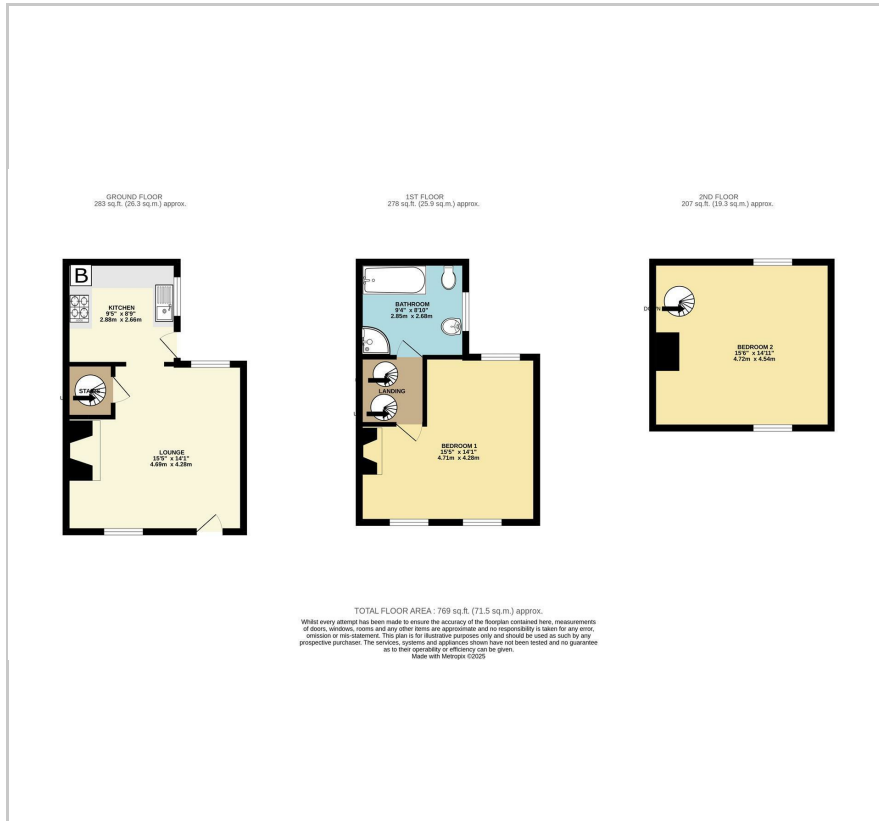 GROUND FLOOR
283 sq.ft. (26.3 sq.m.) approx.
1ST FLOOR
278 sq.ft. (25.9 sq.m.) approx.
2ND FLOOR
207 sq.ft. (19.3 sq.m.) approx.
B
KITCHEN
9'5" x 8'9"
2.88m x 2.66m
STAIRS
LOUNGE
15'5" x 14'1"
4.69m x 4.28m
BATHROOM
9'4" x 8'10"
2.85m x 2.68m
LANDING
BEDROOM 1
15'5" x 14'1"
4.71m x 4.28m
DOWN
BEDROOM 2
15'6" x 14'11"
4.72m x 4.54m
TOTAL FLOOR AREA : 769 sq.ft. (71.5 sq.m.) approx.
Whilst every attempt has been made to ensure the accuracy of the floorplan contained here, measurements
of doors, windows, rooms and any other items are approximate and no responsibility is taken for any error,
omission or mis-statement. This plan is for illustrative purposes only and should be used as such by any
prospective purchaser. The services, systems and appliances shown have not been tested and no guarantee
as to their operability or efficiency can be given.
Made with Metropix ©2025